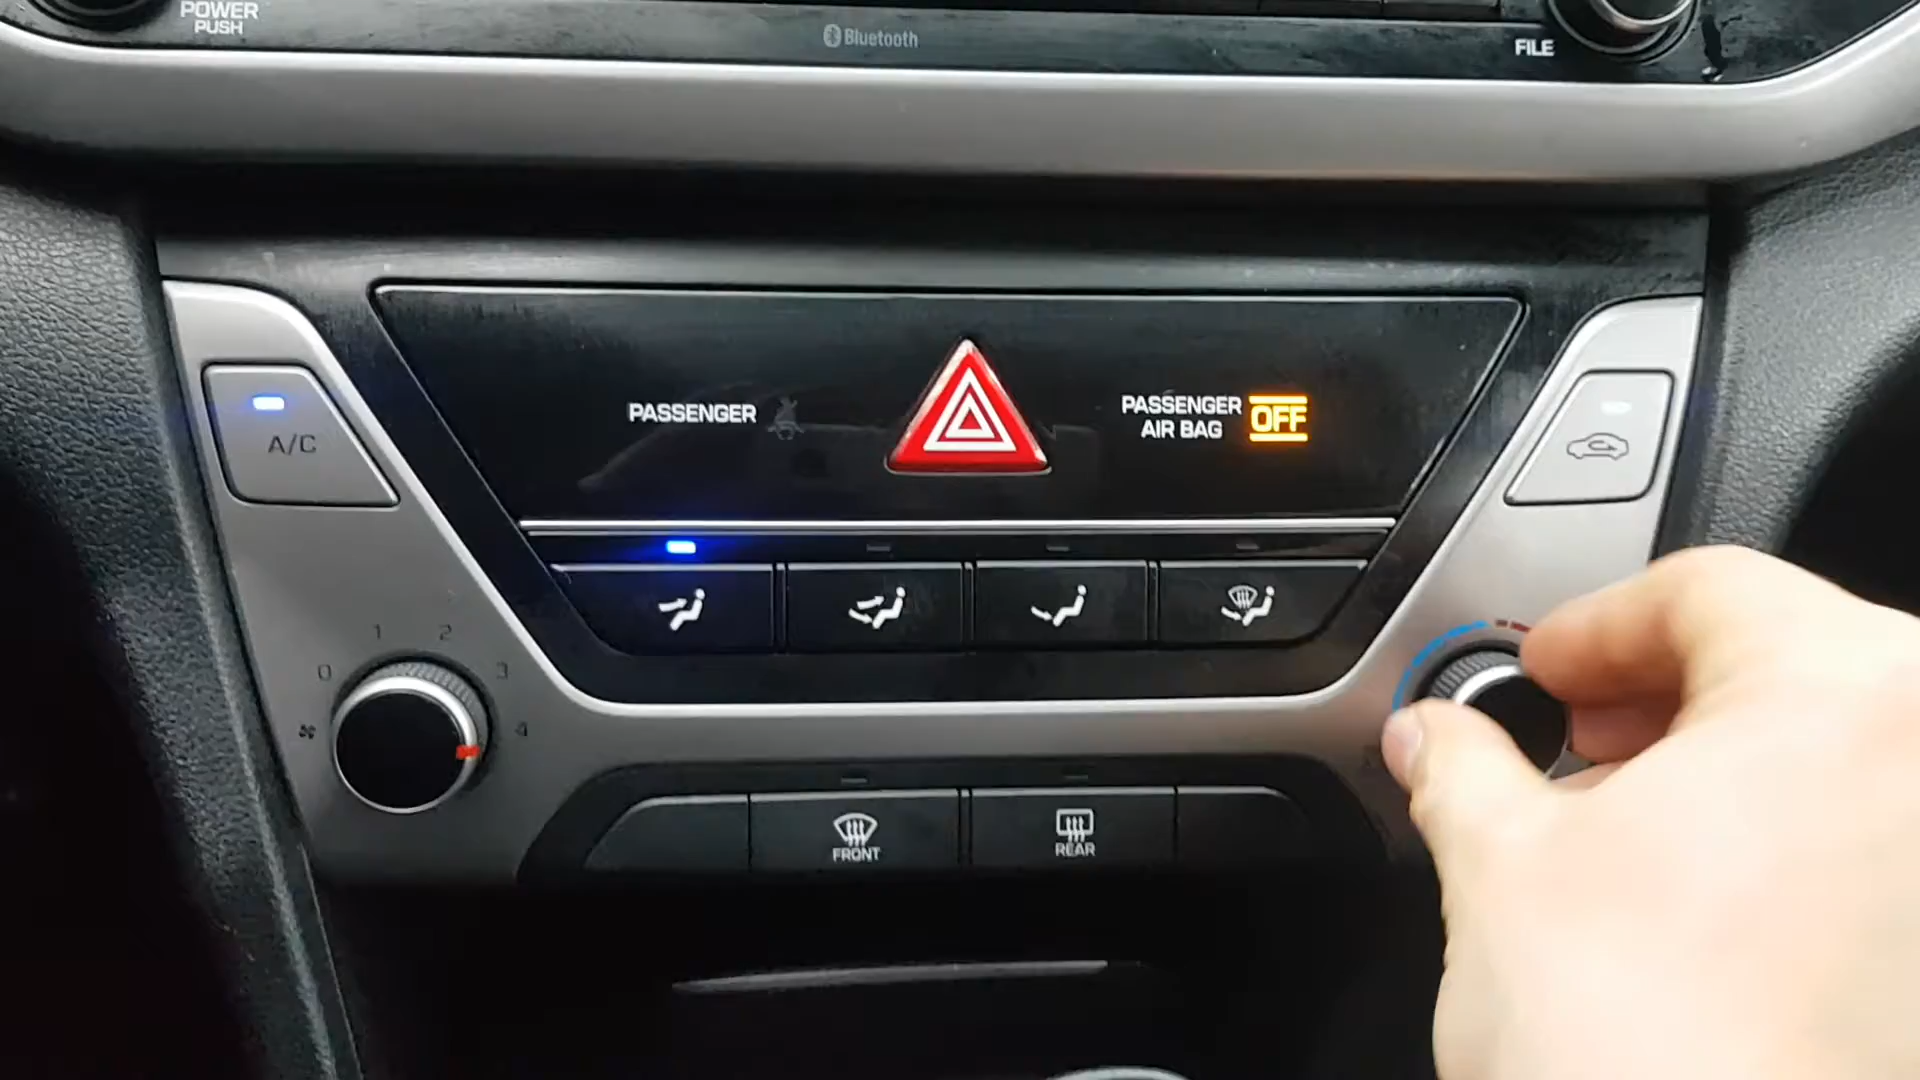 POWER
PUSH
Bluetooth
FILE
PASSENGER
PASSENGER
AIR BAG
OFF
A/C
0
1
2
3
4
FRONT
REAR